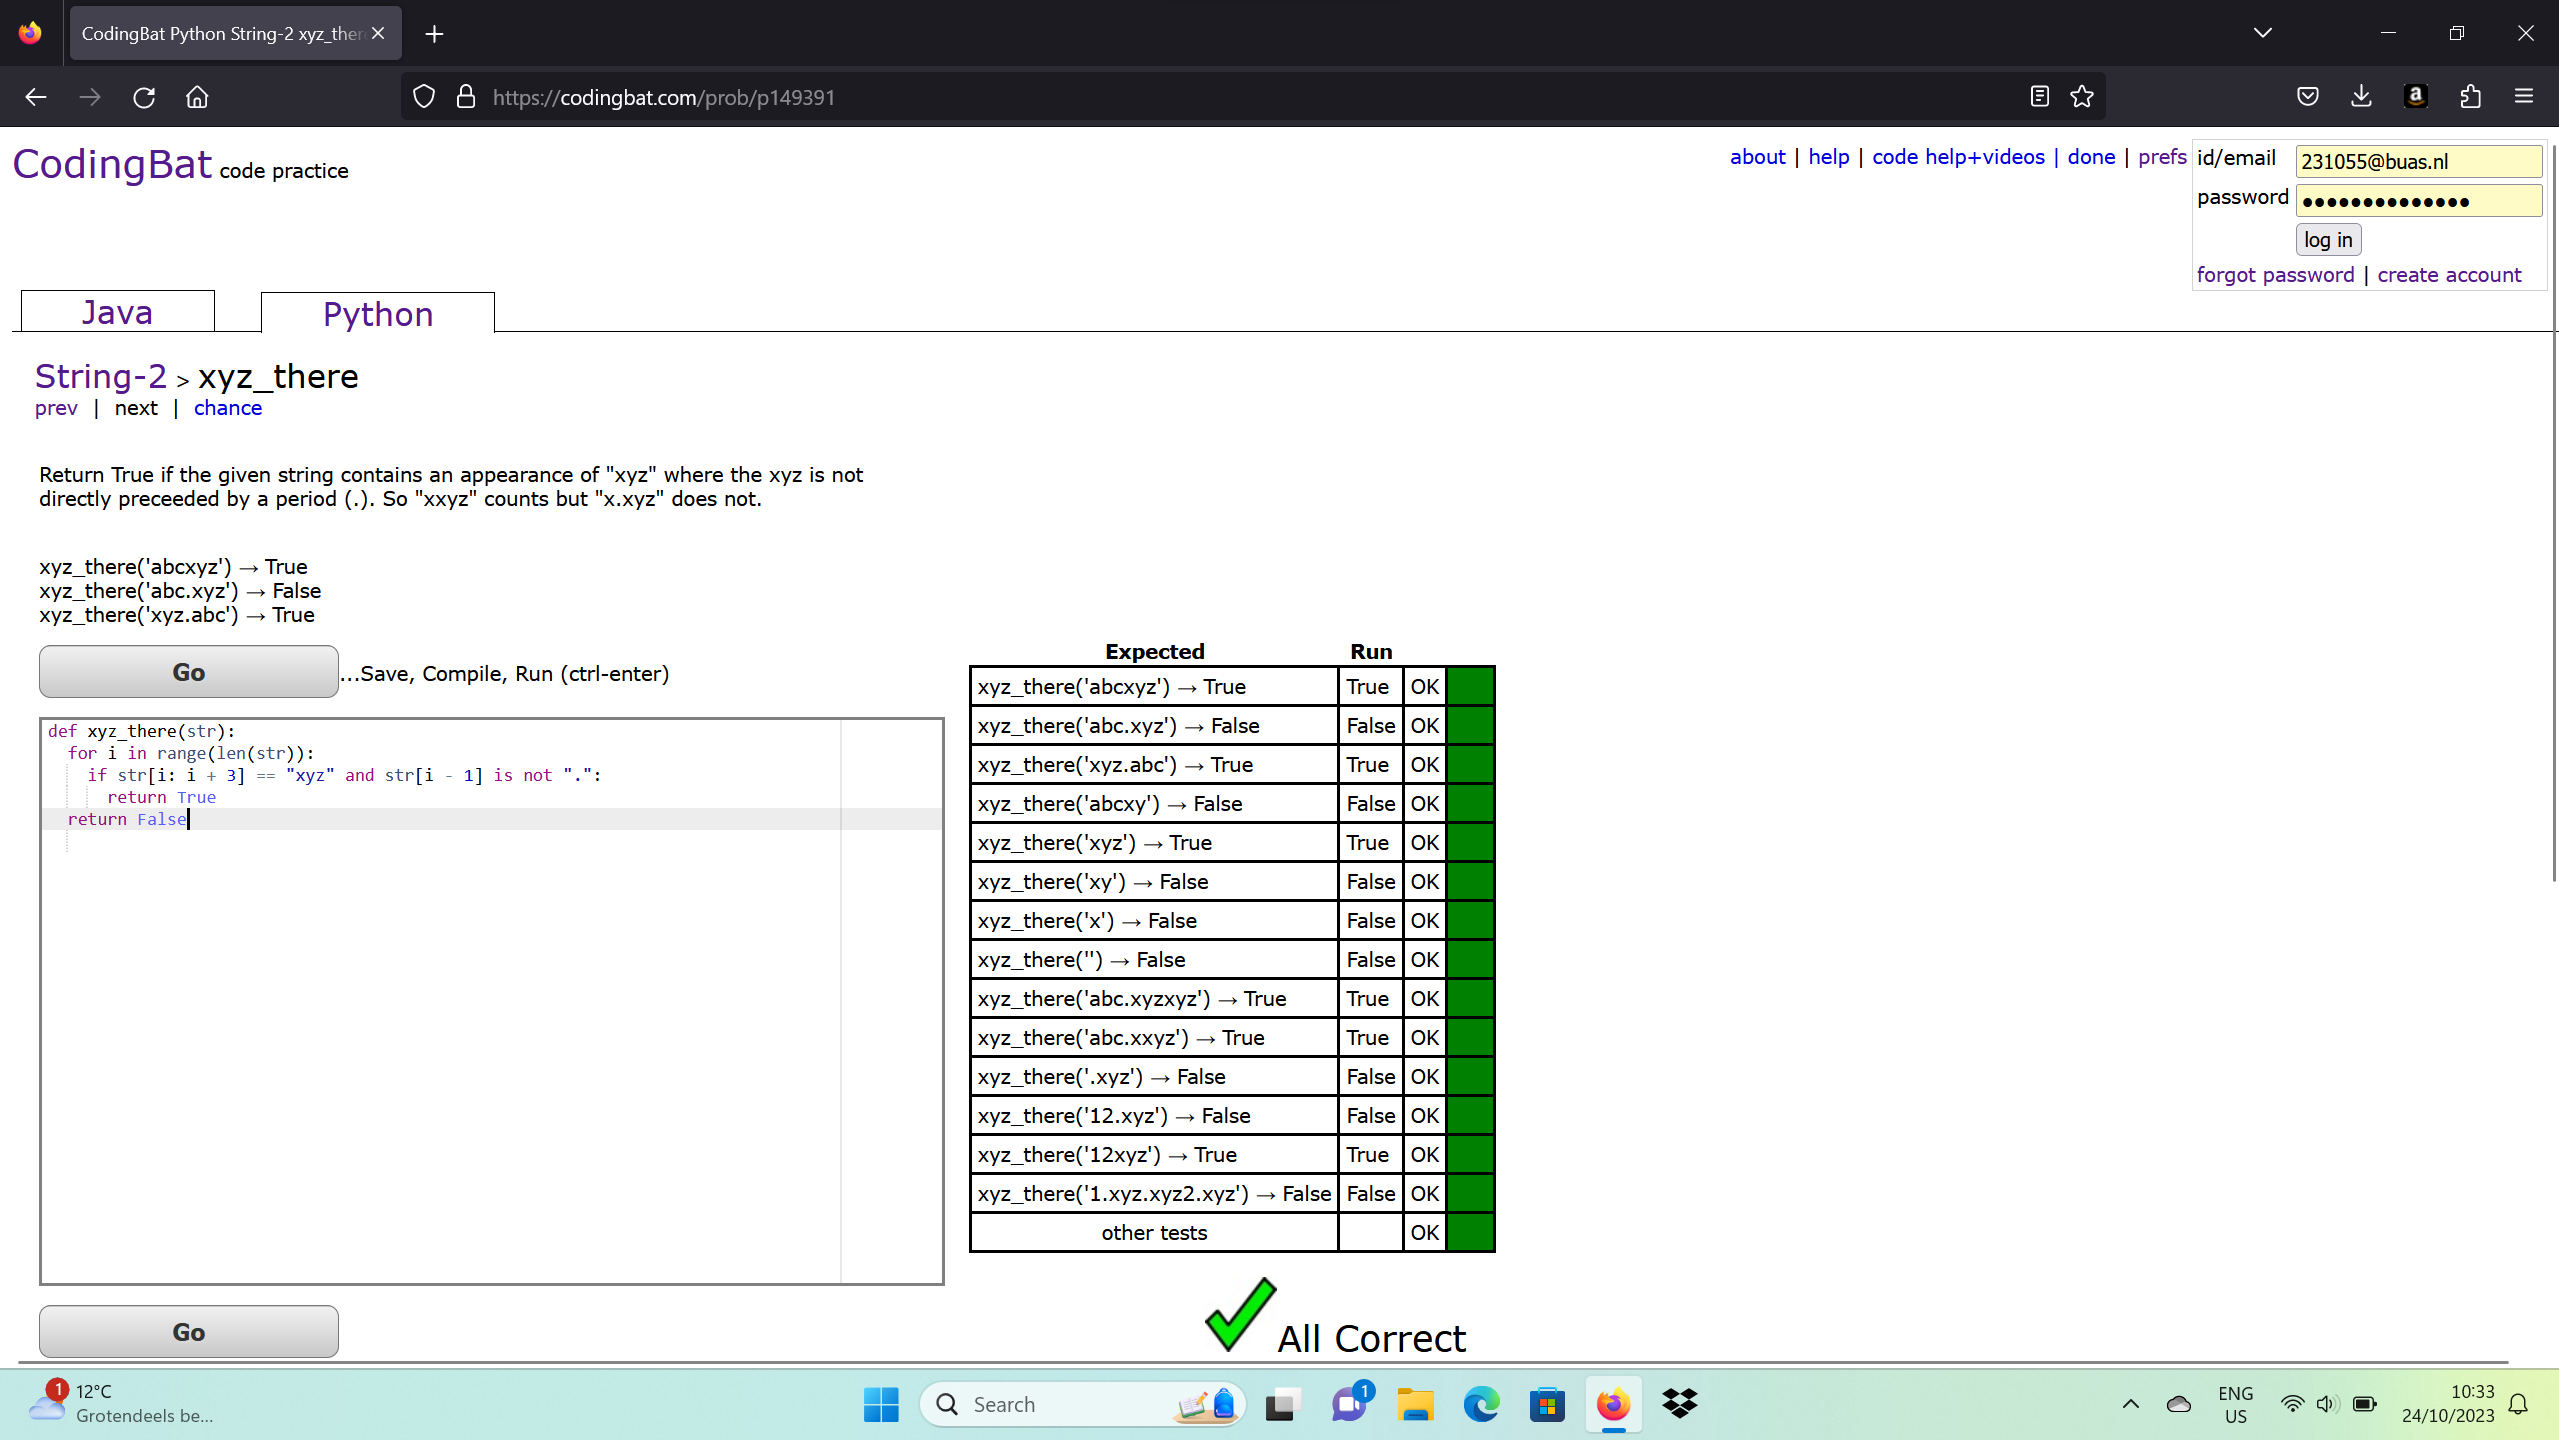 CodingBat Python String-2 xyz_ther
https://codingbat.com/prob/p149391
CodingBat code practice
about | help | code help+videos | done | prefs
id/email 231055@buas.nl
password ●●●●●●●●●●●●●●
log in
forgot password | create account
Java
Python
String-2 > xyz_there
prev | next | chance
Return True if the given string contains an appearance of "xyz" where the xyz is not
directly preceeded by a period (.). So "xxyz" counts but "x.xyz" does not.
xyz_there('abcxyz') → True
xyz_there('abc.xyz') → False
xyz_there('xyz.abc') → True
Go ...Save, Compile, Run (ctrl-enter)
def xyz_there(str):
  for i in range(len(str)):
    if str[i: i + 3] == "xyz" and str[i - 1] is not ".":
      return True
  return False
Go
Expected Run
xyz_there('abcxyz') → True True OK
xyz_there('abc.xyz') → False False OK
xyz_there('xyz.abc') → True True OK
xyz_there('abcxy') → False False OK
xyz_there('xyz') → True True OK
xyz_there('xy') → False False OK
xyz_there('x') → False False OK
xyz_there('') → False False OK
xyz_there('abc.xyzxyz') → True True OK
xyz_there('abc.xxyz') → True True OK
xyz_there('.xyz') → False False OK
xyz_there('12.xyz') → False False OK
xyz_there('12xyz') → True True OK
xyz_there('1.xyz.xyz2.xyz') → False False OK
other tests OK
All Correct
1
12°C
Grotendeels be...
Search
1
ENG
US
10:33
24/10/2023